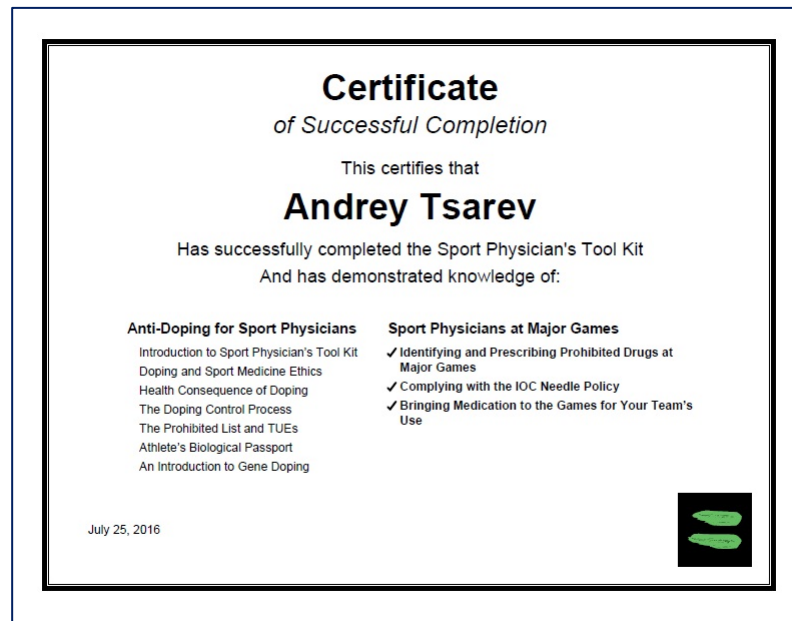 Certificate
of Successful Completion
This certifies that
Andrey Tsarev
Has successfully completed the Sport Physician's Tool Kit
And has demonstrated knowledge of:
Anti-Doping for Sport Physicians
Introduction to Sport Physician's Tool Kit
Doping and Sport Medicine Ethics
Health Consequence of Doping
The Doping Control Process
The Prohibited List and TUEs
Athlete's Biological Passport
An Introduction to Gene Doping
Sport Physicians at Major Games
✓ Identifying and Prescribing Prohibited Drugs at
Major Games
✓ Complying with the IOC Needle Policy
✓ Bringing Medication to the Games for Your Team's
Use
July 25, 2016